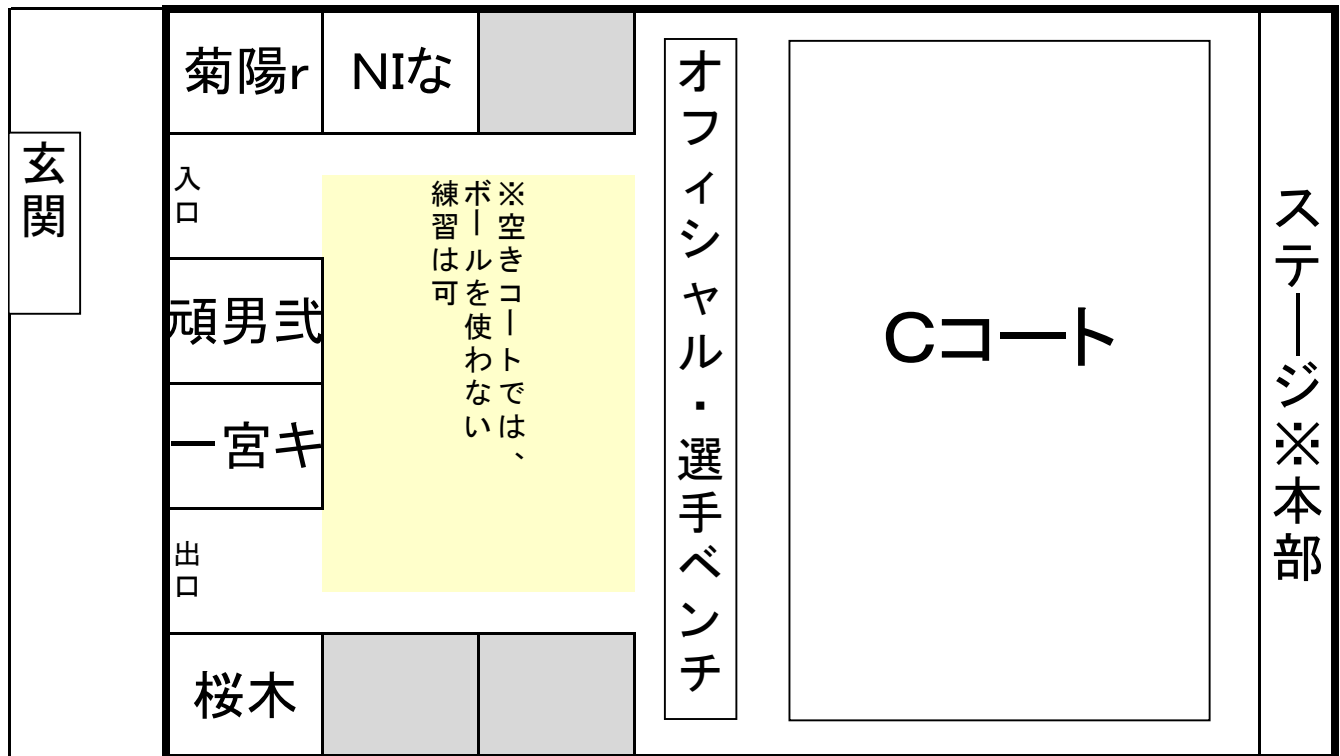 菊陽r
NIな
玄関
入口
頑男弐
一宮キ
出口
桜木
※空きコートでは、
ボールを使わない
練習は可
オフィシャル・選手ベンチ
Cコート
ステージ※本部